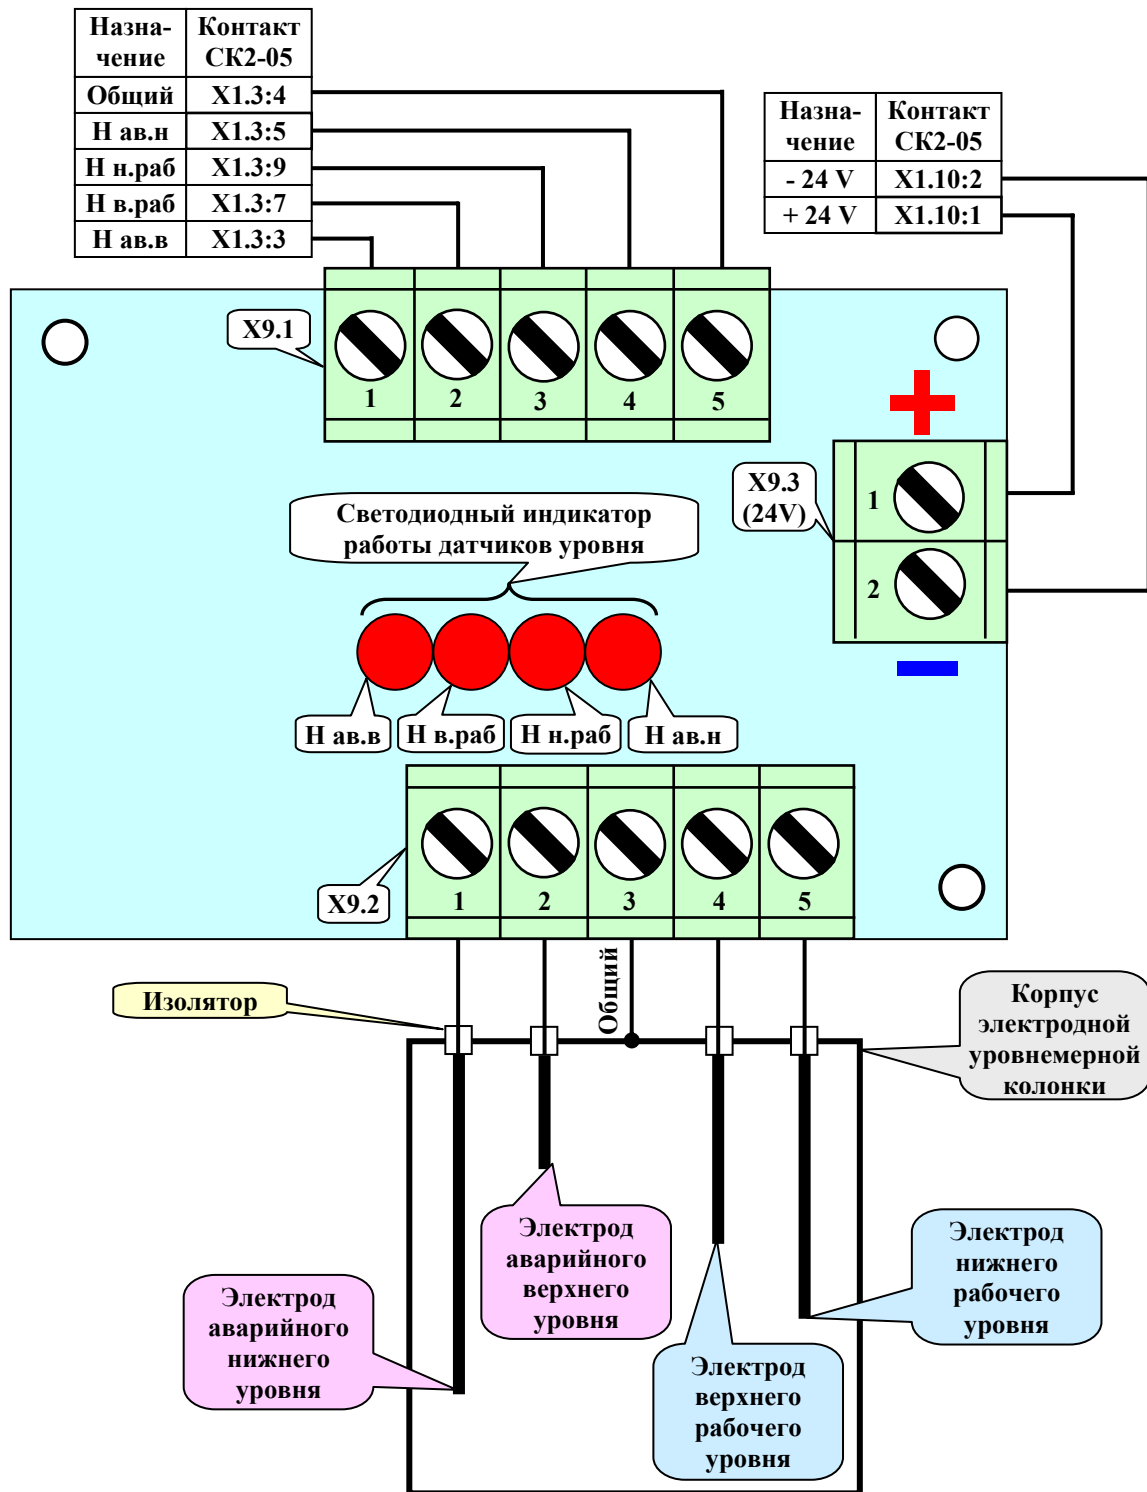 Назна-
чение
Контакт
СК2-05
Общий
X1.3:4
Н ав.н
X1.3:5
Н н.раб
X1.3:9
Н в.раб
X1.3:7
Н ав.в
X1.3:3
Назна-
чение
Контакт
СК2-05
- 24 V
X1.10:2
+ 24 V
X1.10:1
X9.1
1
2
3
4
5
X9.3
(24V)
1
2
Светодиодный индикатор
работы датчиков уровня
Н ав.в
Н в.раб
Н н.раб
Н ав.н
X9.2
1
2
3
4
5
Общий
Изолятор
Корпус
электродной
уровнемерной
колонки
Электрод
аварийного
верхнего
уровня
Электрод
нижнего
рабочего
уровня
Электрод
аварийного
нижнего
уровня
Электрод
верхнего
рабочего
уровня